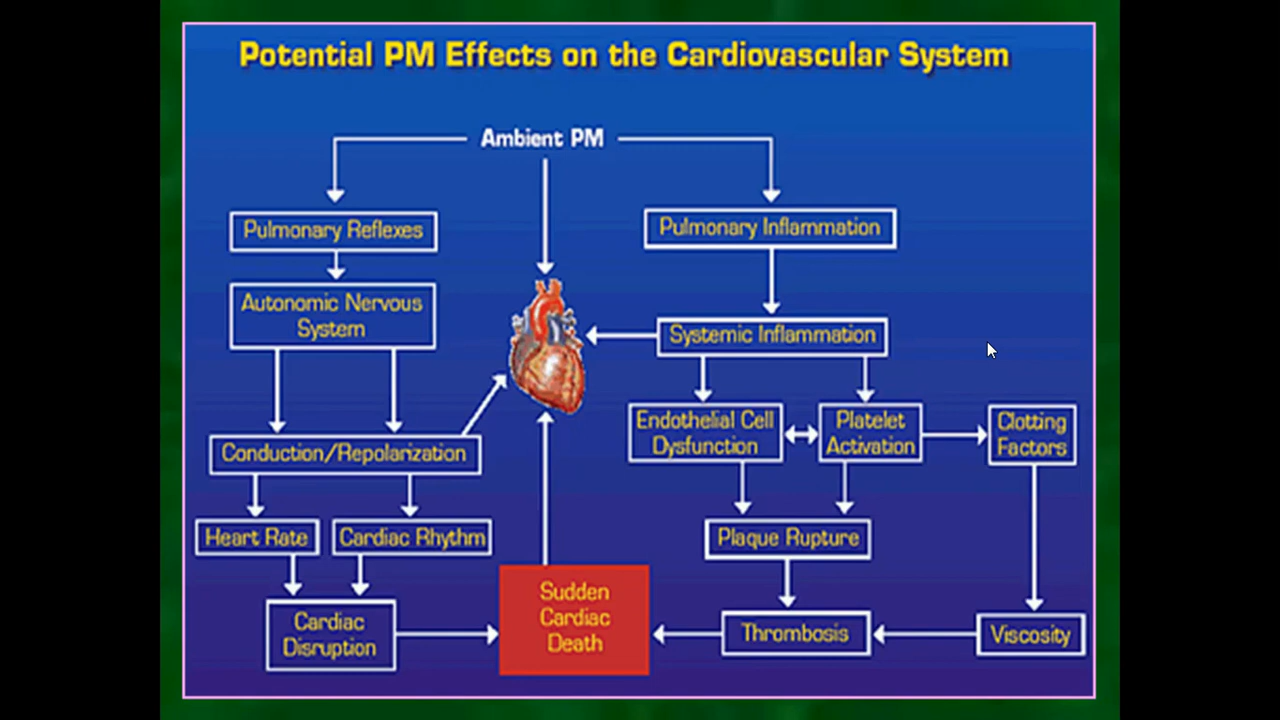 Potential PM Effects on the Cardiovascular System
Ambient PM
Pulmonary Reflexes
Pulmonary Inflammation
Autonomic Nervous
System
Systemic Inflammation
Endothelial Cell
Dysfunction
Platelet
Activation
Clotting
Factors
Conduction/Repolarization
Heart Rate
Cardiac Rhythm
Plaque Rupture
Cardiac
Disruption
Sudden
Cardiac
Death
Thrombosis
Viscosity